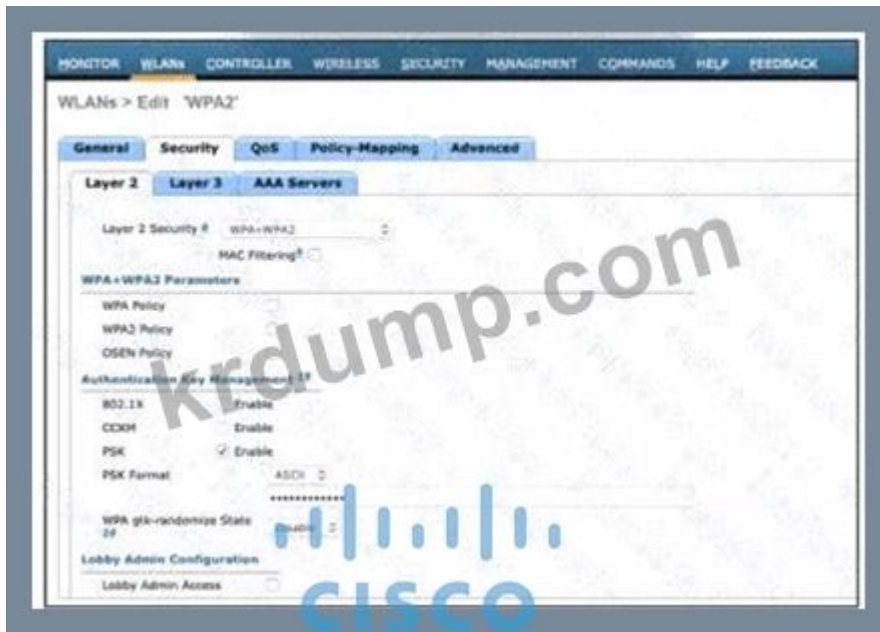 MONITOR WLANs CONTROLLER WIRELESS SECURITY MANAGEMENT COMMANDS HELP FEEDBACK
WLANs > Edit 'WPA2'
General Security QoS Policy-Mapping Advanced
Layer 2 Layer 3 AAA Servers
Layer 2 Security WPA+WPA2
MAC Filtering
WPA+WPA2 Parameters
WPA Policy
WPA2 Policy
OSEN Policy
Authentication Key Management
802.1X Enable
CCKM Enable
PSK Enable
PSK Format ASCII
WPA gtk-randomize State Disable
Lobby Admin Configuration
Lobby Admin Access
krdump.com
CISCO